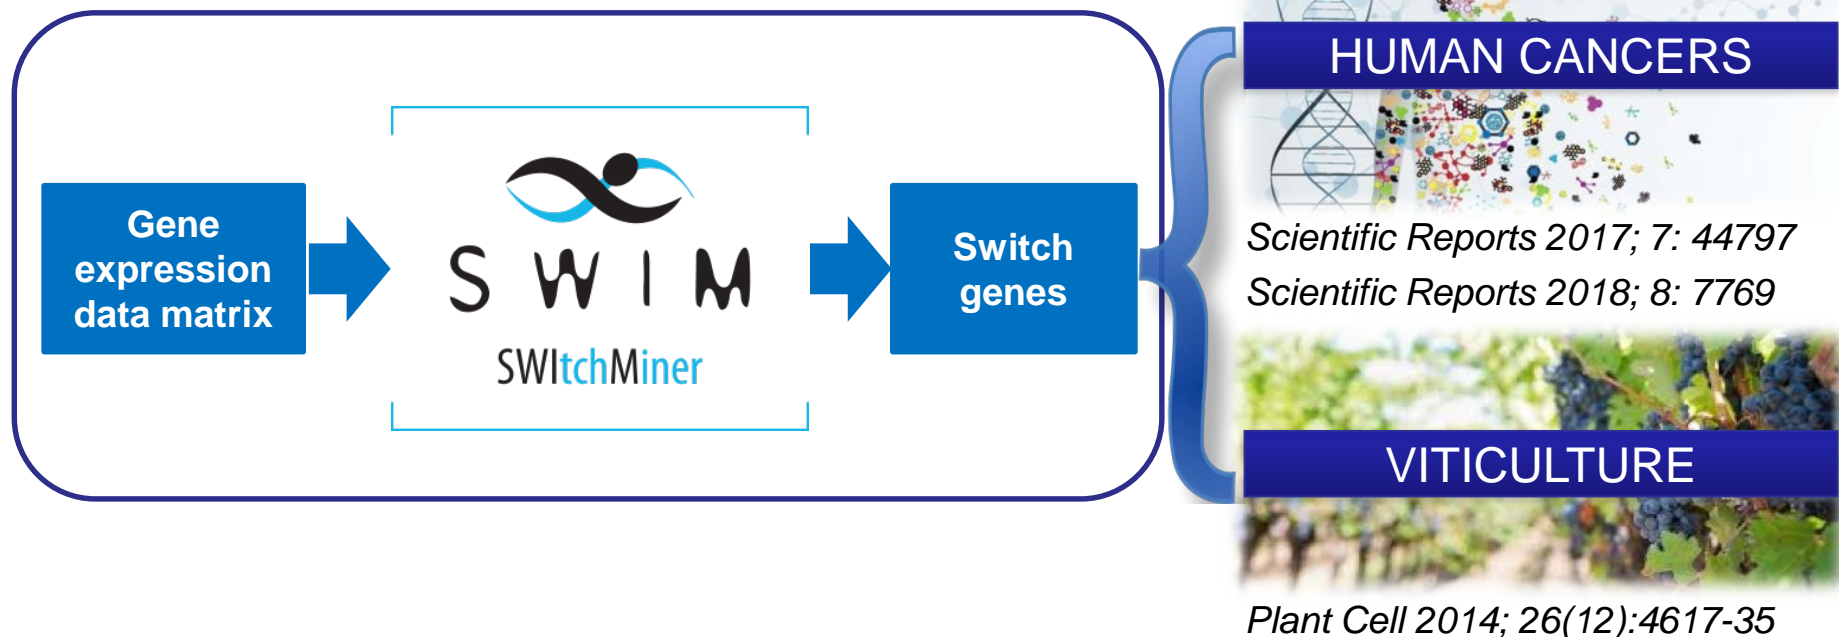 Gene
expression
data matrix
SWIM
SWItchMiner
Switch
genes
HUMAN CANCERS
Scientific Reports 2017; 7: 44797
Scientific Reports 2018; 8: 7769
VITICULTURE
Plant Cell 2014; 26(12):4617-35